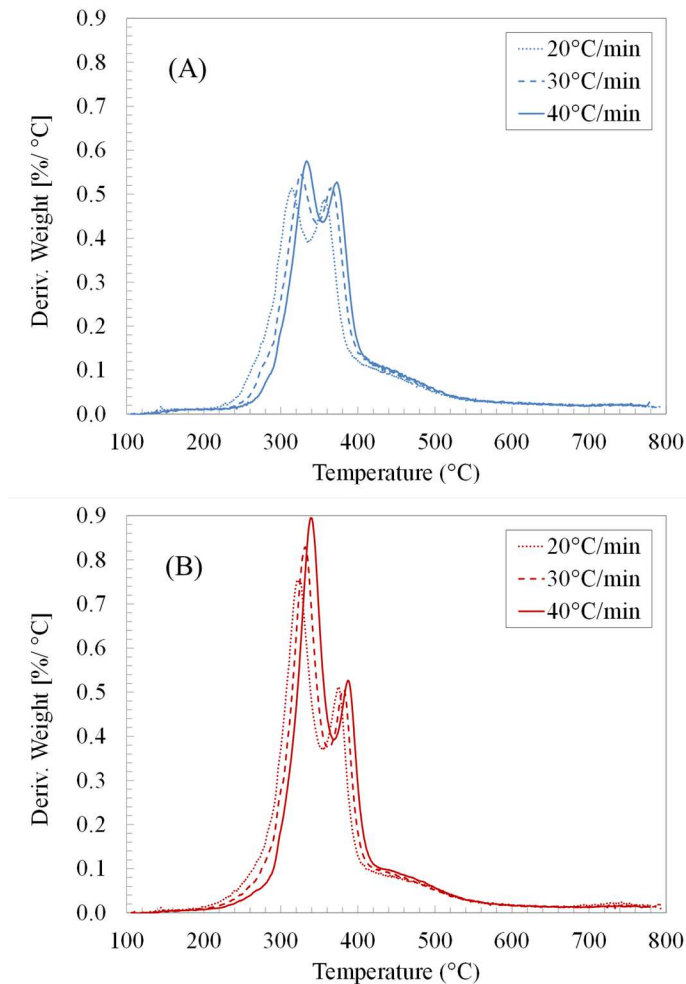 0.9
0.8
0.7
0.6
0.5
0.4
0.3
0.2
0.1
0.0
Deriv. Weight [%/ °C]
(A)
20°C/min
30°C/min
40°C/min
100 200 300 400 500 600 700 800
Temperature (°C)
0.9
0.8
0.7
0.6
0.5
0.4
0.3
0.2
0.1
0.0
Deriv. Weight [%/ °C]
(B)
20°C/min
30°C/min
40°C/min
100 200 300 400 500 600 700 800
Temperature (°C)